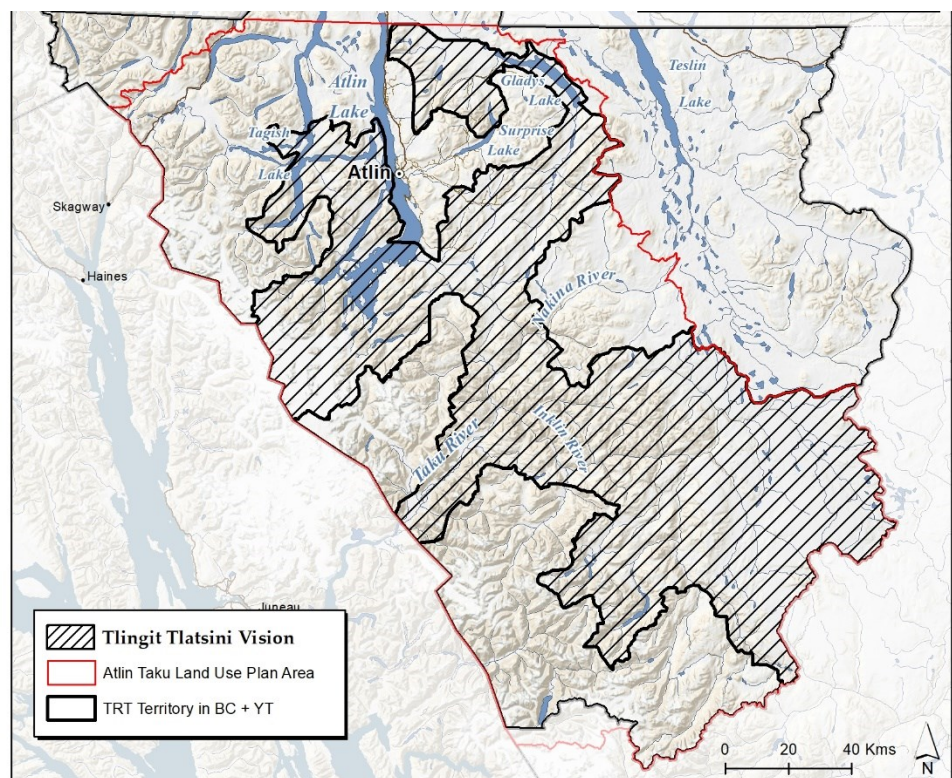 Atlin
Lake
Gladys
Lake
Teslin
Lake
Surprise
Lake
Tagish
Lake
Atlin
Skagway
Haines
Nakina River
Inklin River
Taku River
Juneau
Tlingit Tlatsini Vision
Atlin Taku Land Use Plan Area
TRT Territory in BC + YT
0 20 40 Kms
N